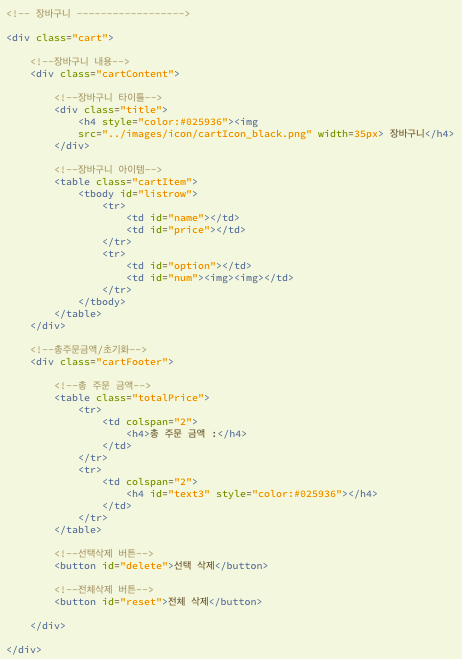 <!-- 장바구니 ------------------>
<div class="cart">
<!--장바구니 내용-->
<div class="cartContent">
<!--장바구니 타이틀-->
<div class="title">
<h4 style="color:#025936"><img
src="../images/icon/cartIcon_black.png" width=35px> 장바구니</h4>
</div>
<!--장바구니 아이템-->
<table class="cartItem">
<tbody id="listrow">
<tr>
<td id="name"></td>
<td id="price"></td>
</tr>
<tr>
<td id="option"></td>
<td id="num"><img><img></td>
</tr>
</tbody>
</table>
</div>
<!--총주문금액/초기화-->
<div class="cartFooter">
<!--총 주문 금액-->
<table class="totalPrice">
<tr>
<td colspan="2">
<h4>총 주문 금액 :</h4>
</td>
</tr>
<tr>
<td colspan="2">
<h4 id="text3" style="color:#025936"></h4>
</td>
</tr>
</table>
<!--선택삭제 버튼-->
<button id="delete">선택 삭제</button>
<!--전체삭제 버튼-->
<button id="reset">전체 삭제</button>
</div>
</div>